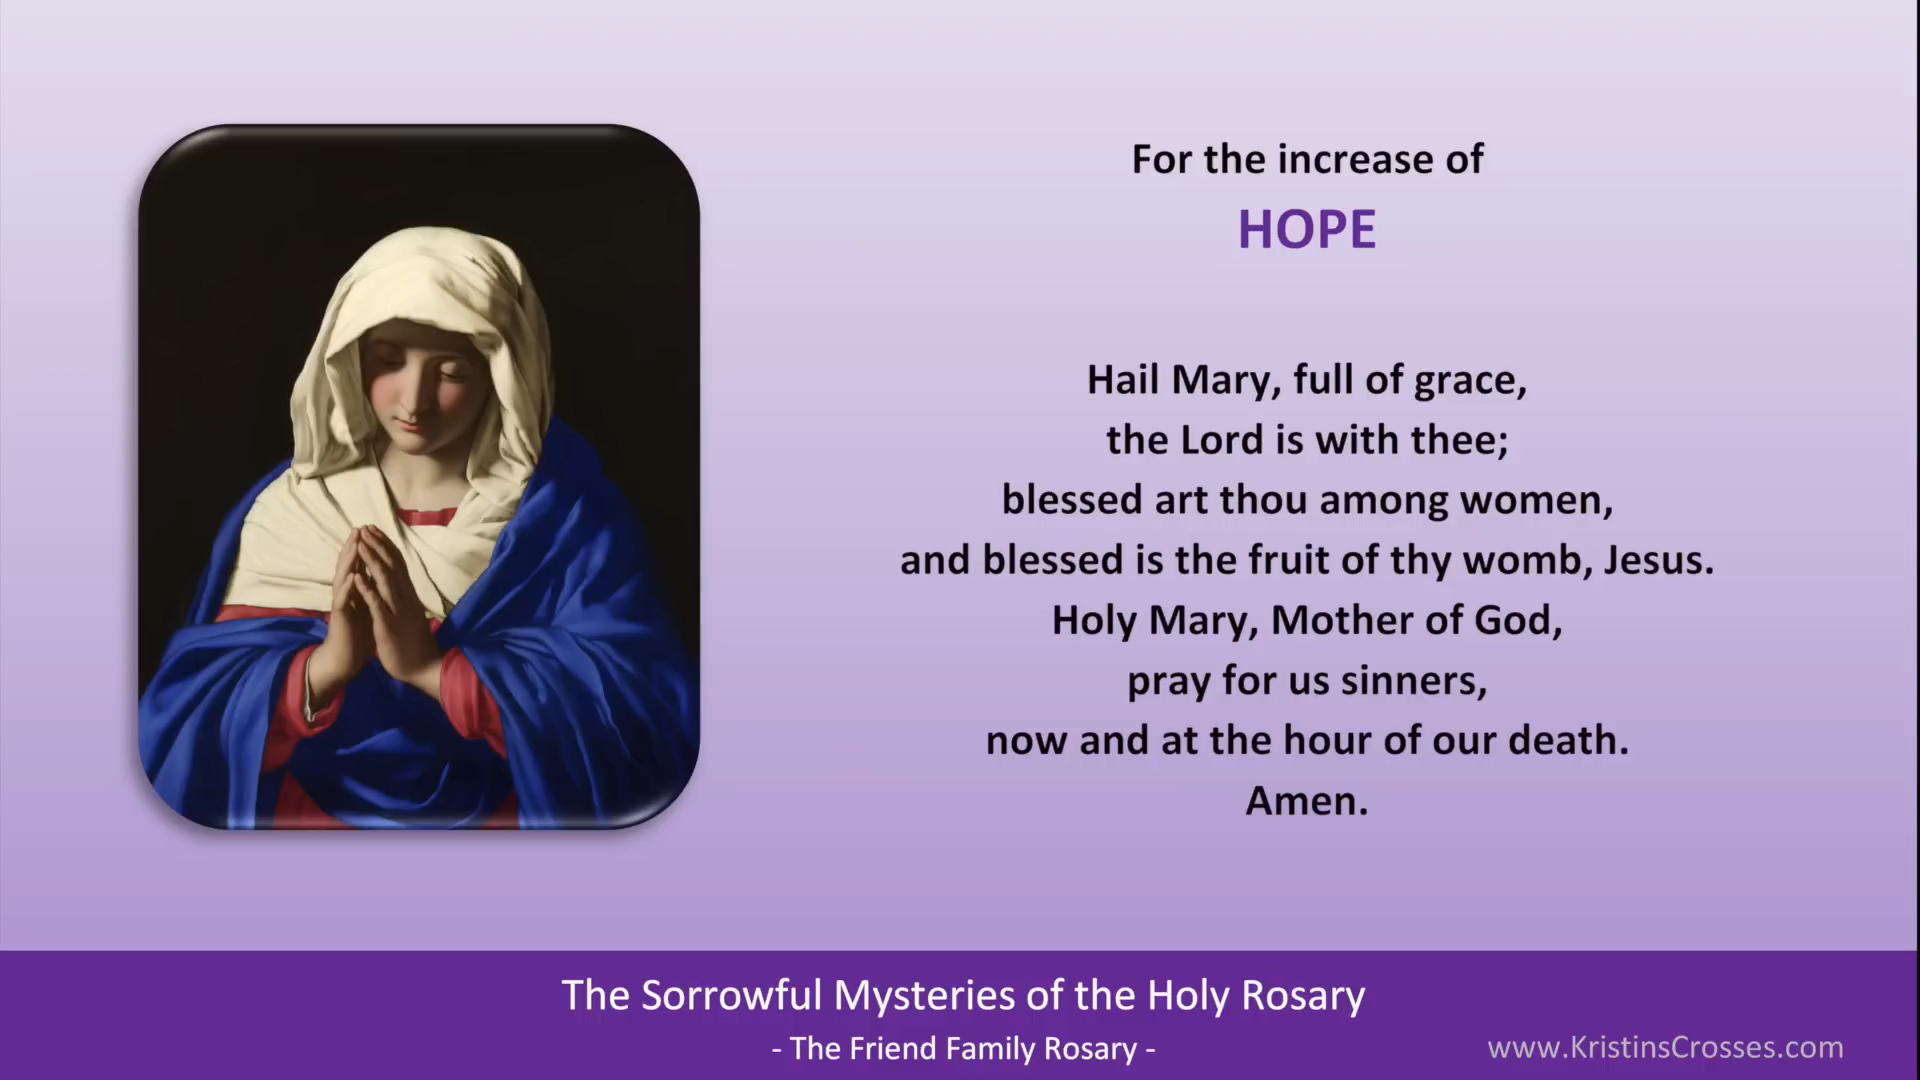 For the increase of
HOPE
Hail Mary, full of grace,
the Lord is with thee;
blessed art thou among women,
and blessed is the fruit of thy womb, Jesus.
Holy Mary, Mother of God,
pray for us sinners,
now and at the hour of our death.
Amen.
The Sorrowful Mysteries of the Holy Rosary
- The Friend Family Rosary -
www.KristinsCrosses.com